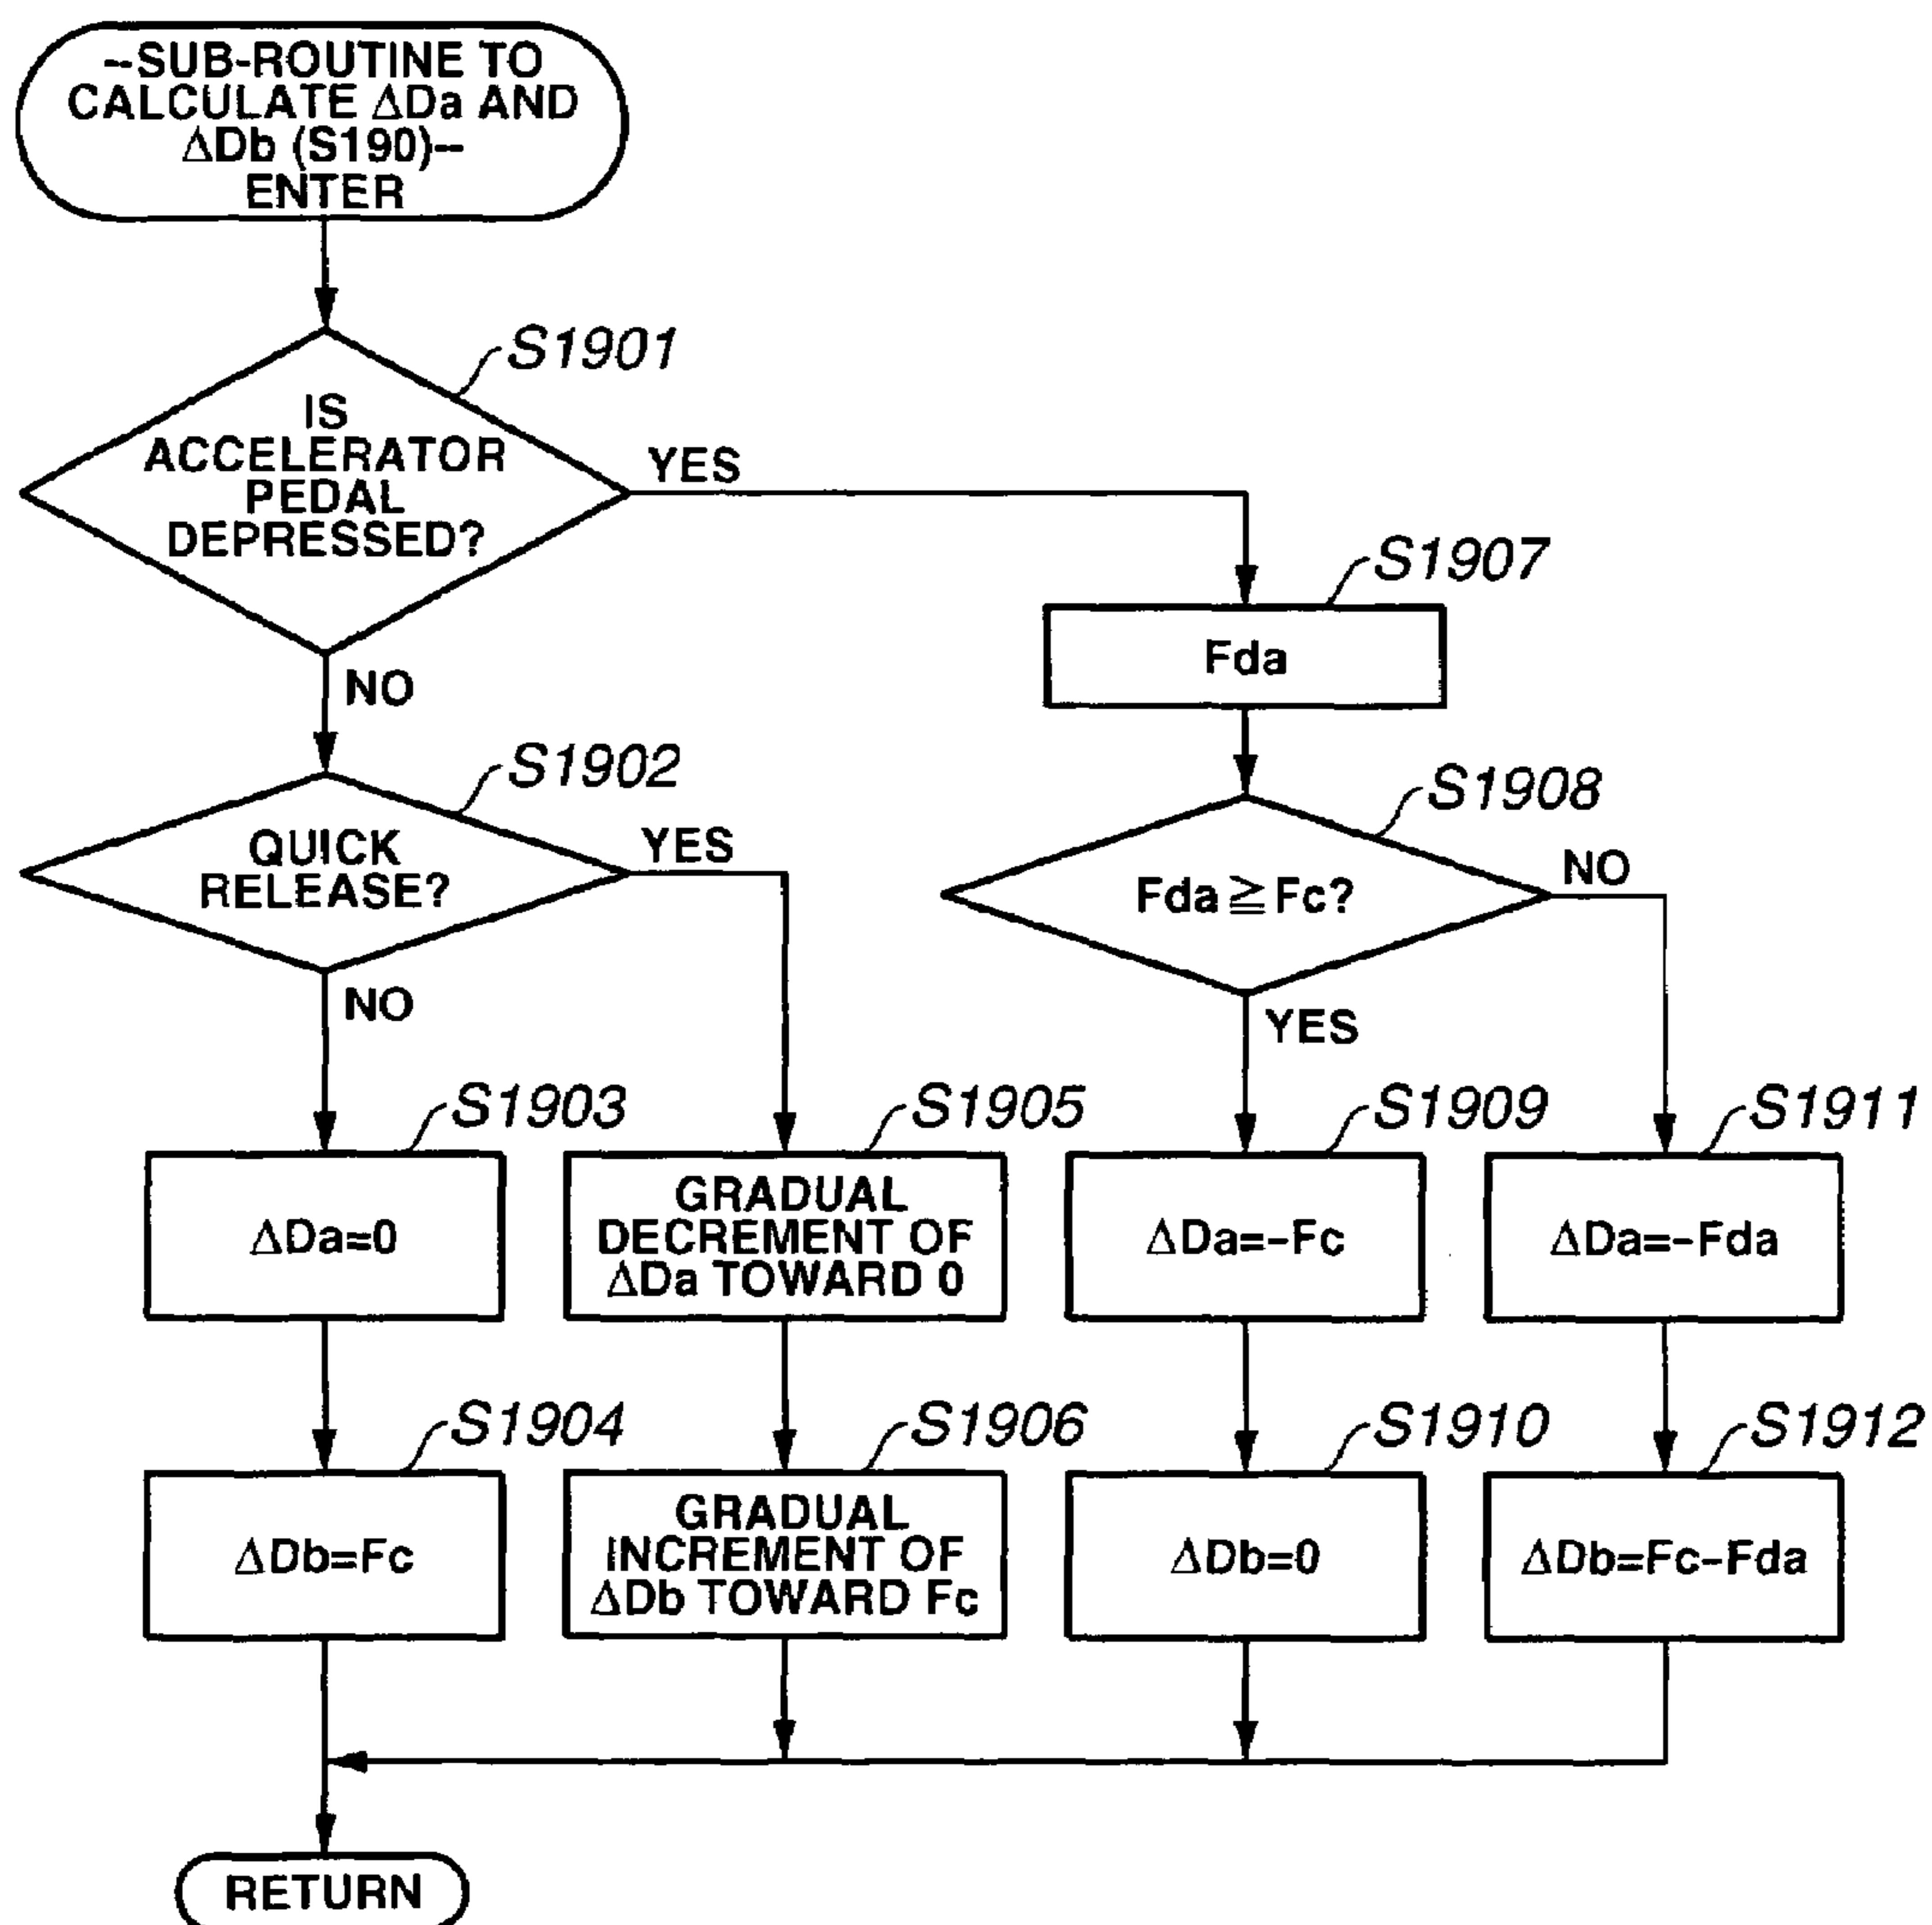 --SUB-ROUTINE TO
CALCULATE ΔDa AND
ΔDb (S190)--
ENTER
S1901
IS
ACCELERATOR
PEDAL
DEPRESSED?
YES
NO
S1907
Fda
S1902
QUICK
RELEASE?
YES
NO
S1908
Fda≧Fc?
NO
YES
S1903
ΔDa=0
S1905
GRADUAL
DECREMENT OF
ΔDa TOWARD 0
S1909
ΔDa=-Fc
S1911
ΔDa=-Fda
S1904
ΔDb=Fc
S1906
GRADUAL
INCREMENT OF
ΔDb TOWARD Fc
S1910
ΔDb=0
S1912
ΔDb=Fc-Fda
RETURN